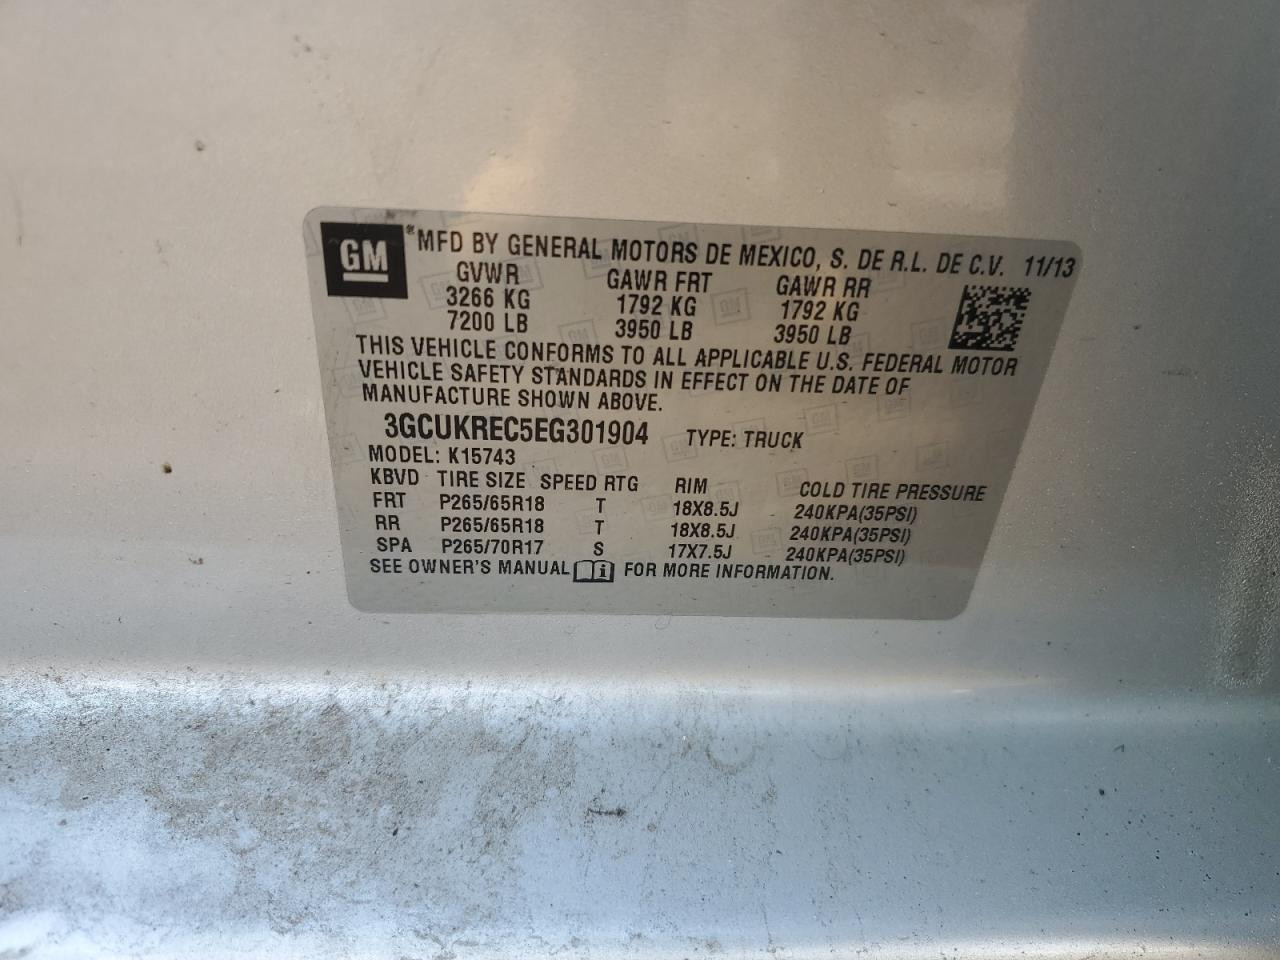 GM ® MFD BY GENERAL MOTORS DE MEXICO, S. DE R.L. DE C.V. 11/13
GVWR GAWR FRT GAWR RR
3266 KG 1792 KG 1792 KG
7200 LB 3950 LB 3950 LB
THIS VEHICLE CONFORMS TO ALL APPLICABLE U.S. FEDERAL MOTOR
VEHICLE SAFETY STANDARDS IN EFFECT ON THE DATE OF
MANUFACTURE SHOWN ABOVE.
3GCUKREC5EG301904 TYPE: TRUCK
MODEL: K15743
KBVD TIRE SIZE SPEED RTG RIM COLD TIRE PRESSURE
FRT P265/65R18 T 18X8.5J 240KPA(35PSI)
RR P265/65R18 T 18X8.5J 240KPA(35PSI)
SPA P265/70R17 S 17X7.5J 240KPA(35PSI)
SEE OWNER'S MANUAL FOR MORE INFORMATION.